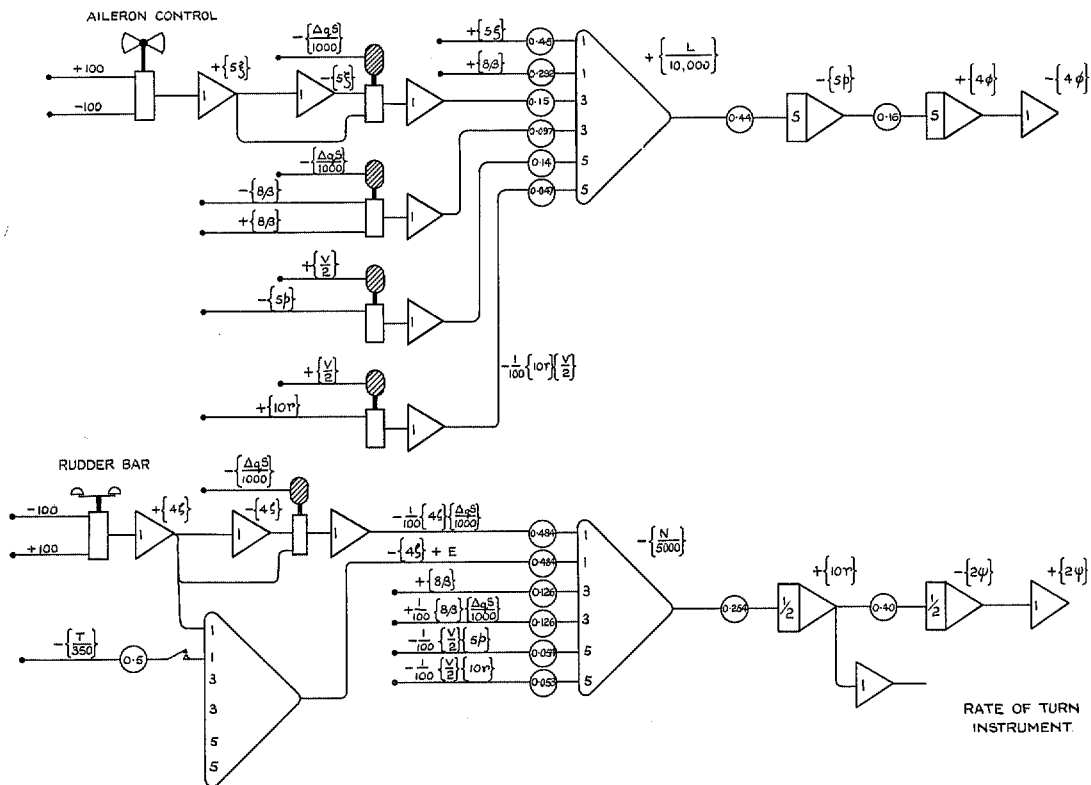 AILERON CONTROL
+100
-100
1
+{5ξ}
1
-{5ξ}
-{ΔqS/1000}
1
+{5ξ}
0.45
1
+{8β}
0.292
1
0.15
3
0.097
3
0.14
5
0.047
5
+{L/10,000}
0.44
5
-{5p}
0.16
5
+{4φ}
1
-{4φ}
-{ΔqS/1000}
-{8β}
+{8β}
1
+{V/2}
-{5p}
1
+{V/2}
+{10r}
1
-1/100{10r}{V/2}
RUDDER BAR
-100
+100
1
+{4ζ}
1
-{4ζ}
-{ΔqS/1000}
1
-1/100{4ζ}{ΔqS/1000}
0.484
1
-{4ζ} + E
0.484
1
+{8β}
0.126
3
+1/100{8β}{ΔqS/1000}
0.126
3
-1/100{V/2}{5p}
0.057
5
-1/100{V/2}{10r}
0.053
5
-{N/5000}
0.254
1/2
+{10r}
0.40
1/2
-{2ψ}
1
+{2ψ}
1
RATE OF TURN
INSTRUMENT.
-{T/350}
0.5
1
1
3
3
5
5